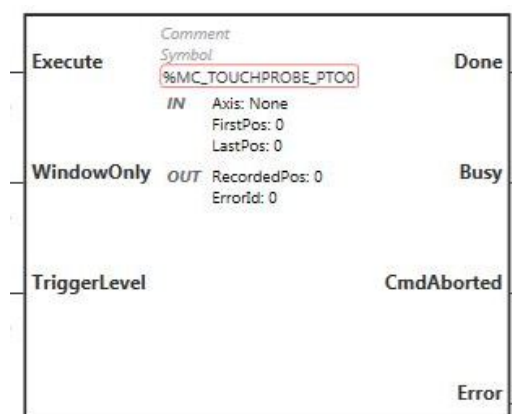 Comment
Execute
Symbol
Done
%MC_TOUCHPROBE_PTO0
IN Axis: None
FirstPos: 0
LastPos: 0
WindowOnly
OUT RecordedPos: 0
Busy
ErrorId: 0
TriggerLevel
CmdAborted
Error